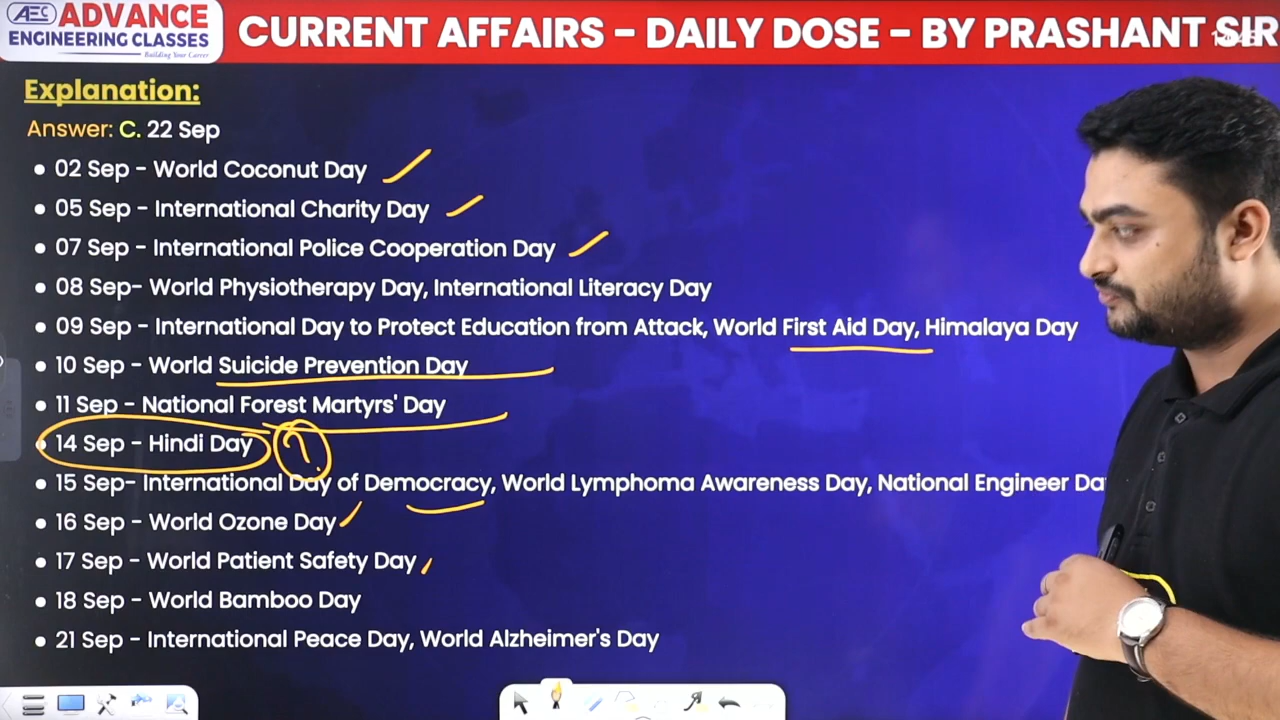 AEC ADVANCE
ENGINEERING CLASSES
Building Your Career
CURRENT AFFAIRS - DAILY DOSE - BY PRASHANT SIR
Explanation:
Answer: C. 22 Sep
• 02 Sep - World Coconut Day
• 05 Sep - International Charity Day
• 07 Sep - International Police Cooperation Day
• 08 Sep- World Physiotherapy Day, International Literacy Day
• 09 Sep - International Day to Protect Education from Attack, World First Aid Day, Himalaya Day
• 10 Sep - World Suicide Prevention Day
• 11 Sep - National Forest Martyrs' Day
• 14 Sep - Hindi Day ?
• 15 Sep- International Day of Democracy, World Lymphoma Awareness Day, National Engineer Da
• 16 Sep - World Ozone Day
• 17 Sep - World Patient Safety Day
• 18 Sep - World Bamboo Day
• 21 Sep - International Peace Day, World Alzheimer's Day